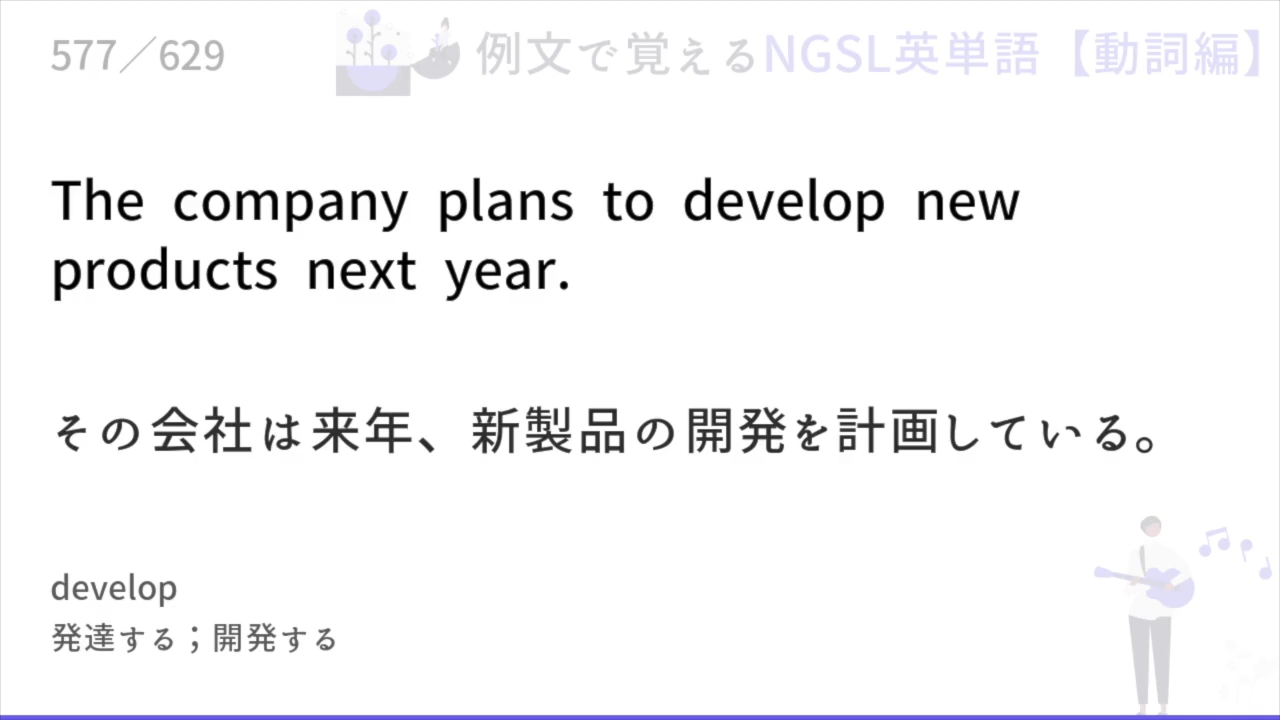 577／629
例文で覚えるNGSL英単語【動詞編】
The company plans to develop new
products next year.
その会社は来年、新製品の開発を計画している。
develop
発達する；開発する